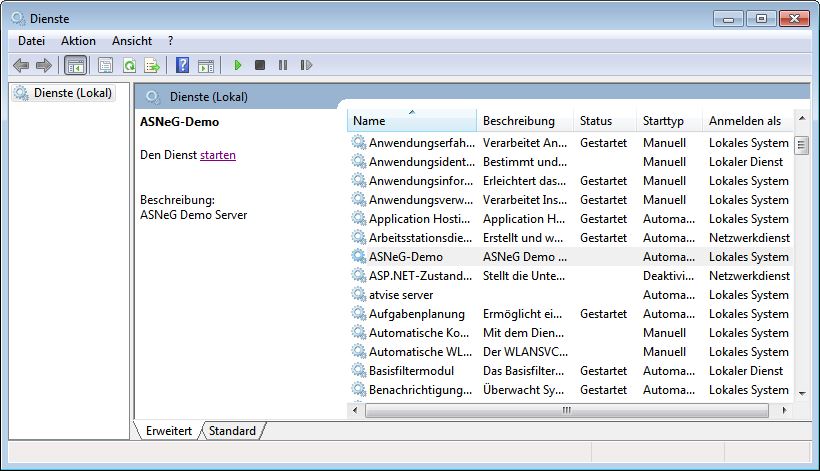 Dienste
Datei Aktion Ansicht ?
Dienste (Lokal)
Dienste (Lokal)
ASNeG-Demo
Den Dienst starten
Beschreibung:
ASNeG Demo Server
Name Beschreibung Status Starttyp Anmelden als
Anwendungserfah... Verarbeitet An... Gestartet Manuell Lokales System
Anwendungsident... Bestimmt und... Manuell Lokaler Dienst
Anwendungsinfor... Erleichtert das... Gestartet Manuell Lokales System
Anwendungsverw... Verarbeitet Ins... Gestartet Manuell Lokales System
Application Hosti... Application H... Gestartet Automa... Lokales System
Arbeitsstationsdie... Erstellt und w... Gestartet Automa... Netzwerkdienst
ASNeG-Demo ASNeG Demo ... Automa... Lokales System
ASP.NET-Zustand... Stellt die Unte... Deaktivi... Netzwerkdienst
atvise server Automa... Lokales System
Aufgabenplanung Ermöglicht ei... Gestartet Automa... Lokales System
Automatische Ko... Mit dem Dien... Manuell Lokales System
Automatische WL... Der WLANSVC... Manuell Lokales System
Basisfiltermodul Das Basisfilter... Gestartet Automa... Lokaler Dienst
Benachrichtigung... Überwacht Sy... Gestartet Automa... Lokales System
Erweitert Standard